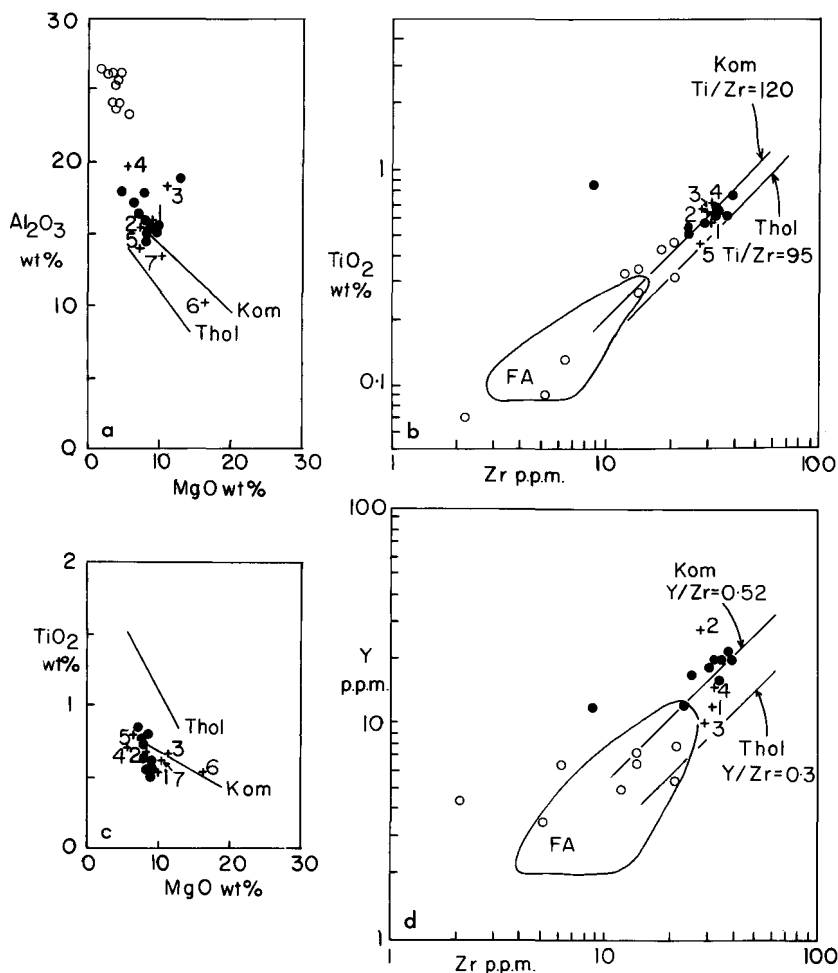 30
20
10
0
Al₂O₃
wt%
+4
+3
2
5
7+
6+
Kom
Thol
a
0 10 20 30
MgO wt%
Kom
Ti/Zr=120
Thol
Ti/Zr=95
1
0.1
TiO₂
wt%
3 4
2
1
+5
FA
b
1 10 100
Zr p.p.m.
2
1
0
TiO₂
wt%
Thol
5+
4+
2
+3
1
7
+6
Kom
c
0 10 20 30
MgO wt%
100
10
1
Y
p.p.m.
Kom
Y/Zr=0.52
+2
+4
+1
+3
Thol
Y/Zr=0.3
FA
d
1 10 100
Zr p.p.m.